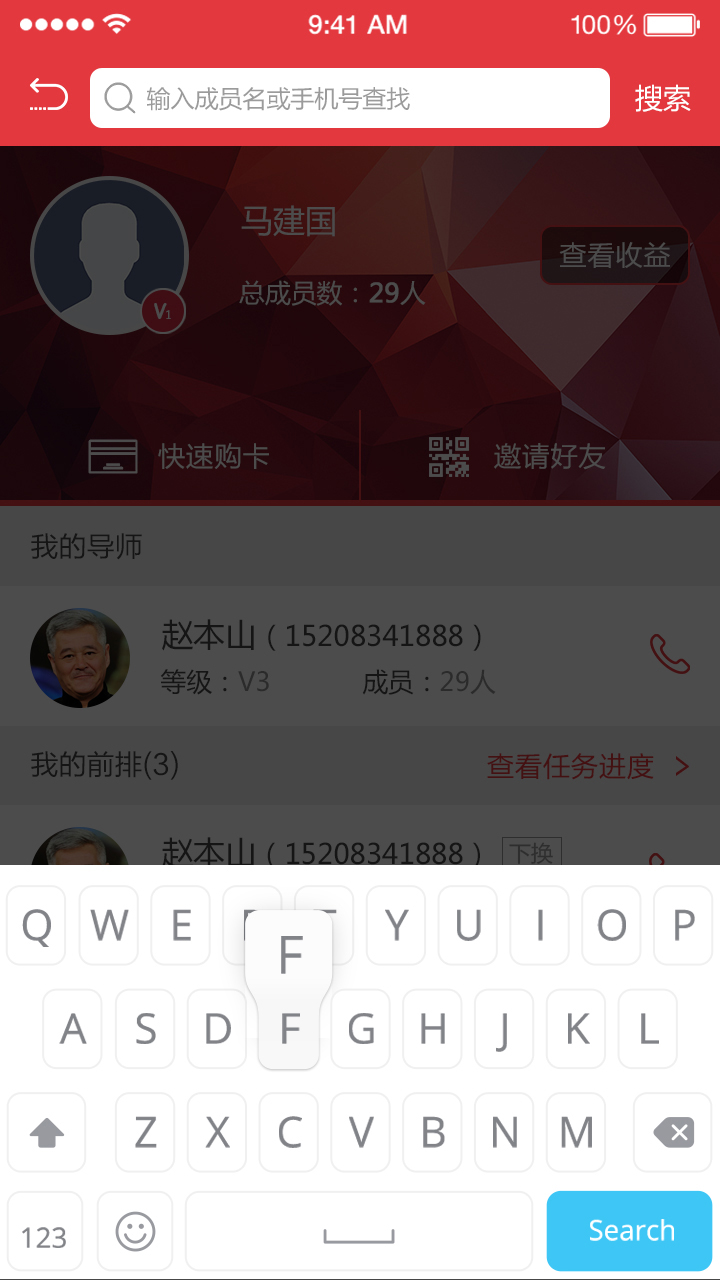 9:41 AM 100%
输入成员名或手机号查找 搜索
马建国
查看收益
总成员数：29人
V1
快速购卡 邀请好友
我的导师
赵本山（15208341888）
等级：V3 成员：29人
我的前排(3) 查看任务进度 >
赵本山（15208341888） 下换
Q W E Y U I O P
F
A S D F G H J K L
Z X C V B N M
123 Search